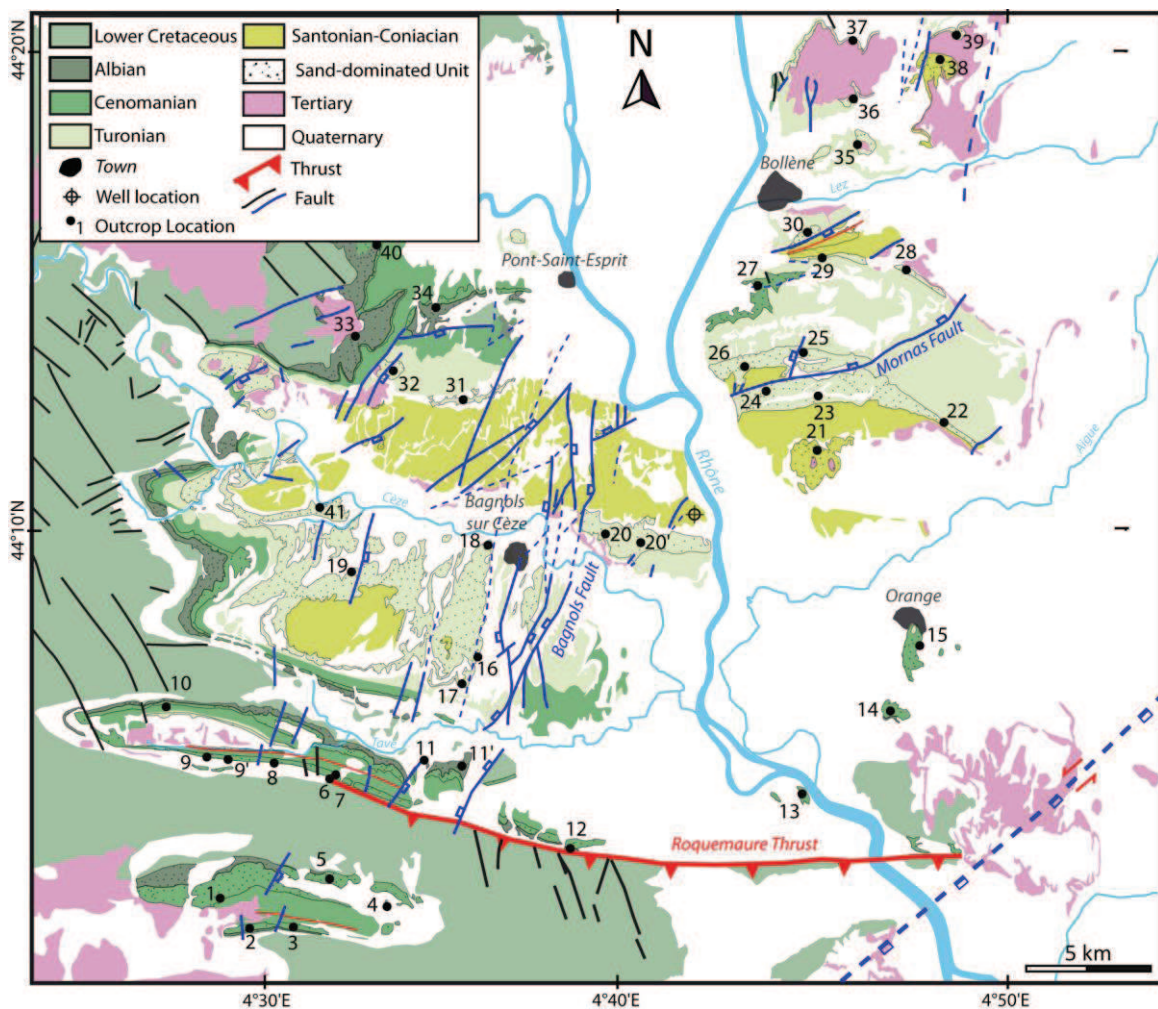 44°20'N
Lower Cretaceous
Albian
Cenomanian
Turonian
Town
Well location
1 Outcrop Location
Santonian-Coniacian
Sand-dominated Unit
Tertiary
Quaternary
Thrust
Fault
N
37
39
38
36
35
Bollène
Lez
30
29
28
27
40
Pont-Saint-Esprit
34
33
32
31
26
25
Mornas Fault
24
23
22
21
Aigue
Rhône
Cèze
Bagnols
sur Cèze
44°10'N
41
18
20
20'
19
Bagnols Fault
16
17
Orange
15
14
13
10
Tave
11
11'
9
9'
8
6
7
12
Roquemaure Thrust
5
1
4
2
3
5 km
4°30'E
4°40'E
4°50'E